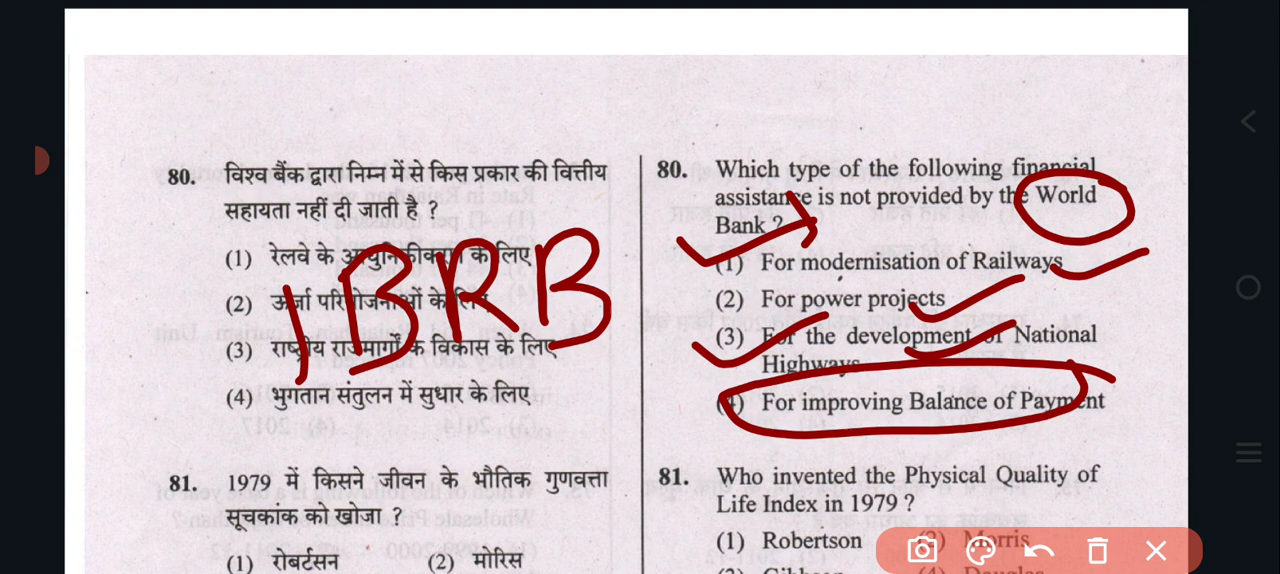 80. विश्व बैंक द्वारा निम्न में से किस प्रकार की वित्तीय
सहायता नहीं दी जाती है ?
(1) रेलवे के आधुनिकीकरण के लिए
(2) ऊर्जा परियोजनाओं के लिए
(3) राष्ट्रीय राजमार्गों के विकास के लिए
(4) भुगतान संतुलन में सुधार के लिए
IBRB
81. 1979 में किसने जीवन के भौतिक गुणवत्ता
सूचकांक को खोजा ?
(1) रोबर्टसन (2) मोरिस
80. Which type of the following financial
assistance is not provided by the World
Bank ?
(1) For modernisation of Railways
(2) For power projects
(3) For the development of National
Highways
(4) For improving Balance of Payment
81. Who invented the Physical Quality of
Life Index in 1979 ?
(1) Robertson (2) Morris